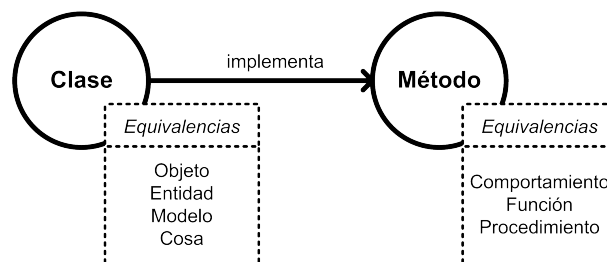 implementa
Clase
Método
Equivalencias
Objeto
Entidad
Modelo
Cosa
Equivalencias
Comportamiento
Función
Procedimiento